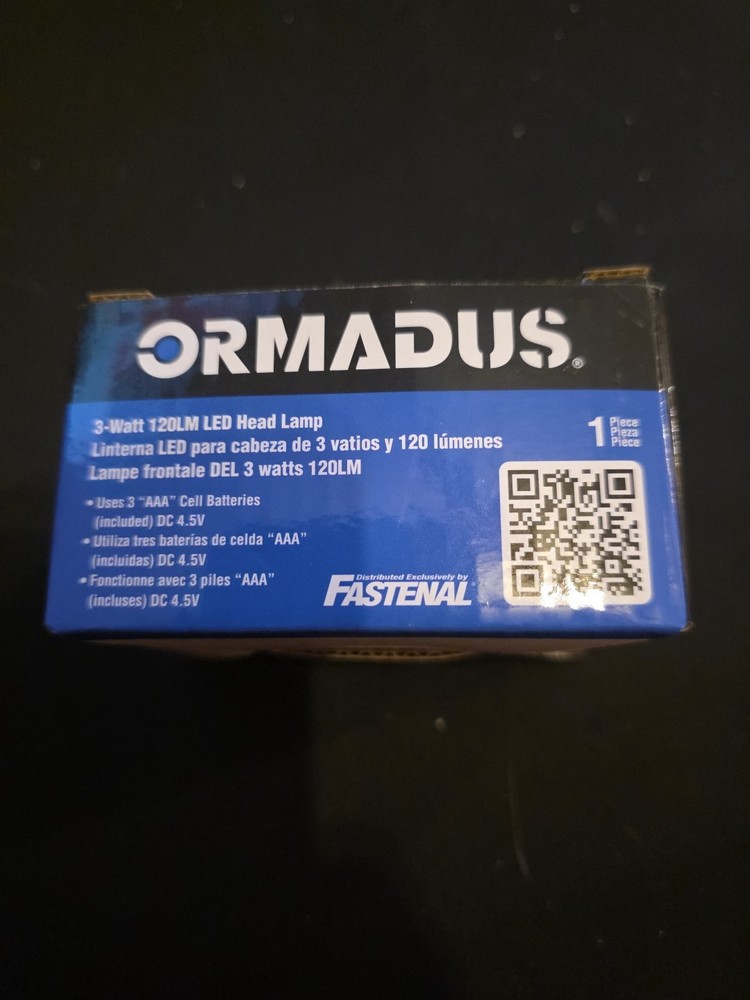 ORMADUS®
3-Watt 120LM LED Head Lamp
Linterna LED para cabeza de 3 vatios y 120 lúmenes
Lampe frontale DEL 3 watts 120LM
1 Piece
Pieza
Pièce
• Uses 3 “AAA” Cell Batteries
(included) DC 4.5V
• Utiliza tres baterías de celda “AAA”
(incluidas) DC 4.5V
• Fonctionne avec 3 piles “AAA”
(incluses) DC 4.5V
Distributed Exclusively by
FASTENAL